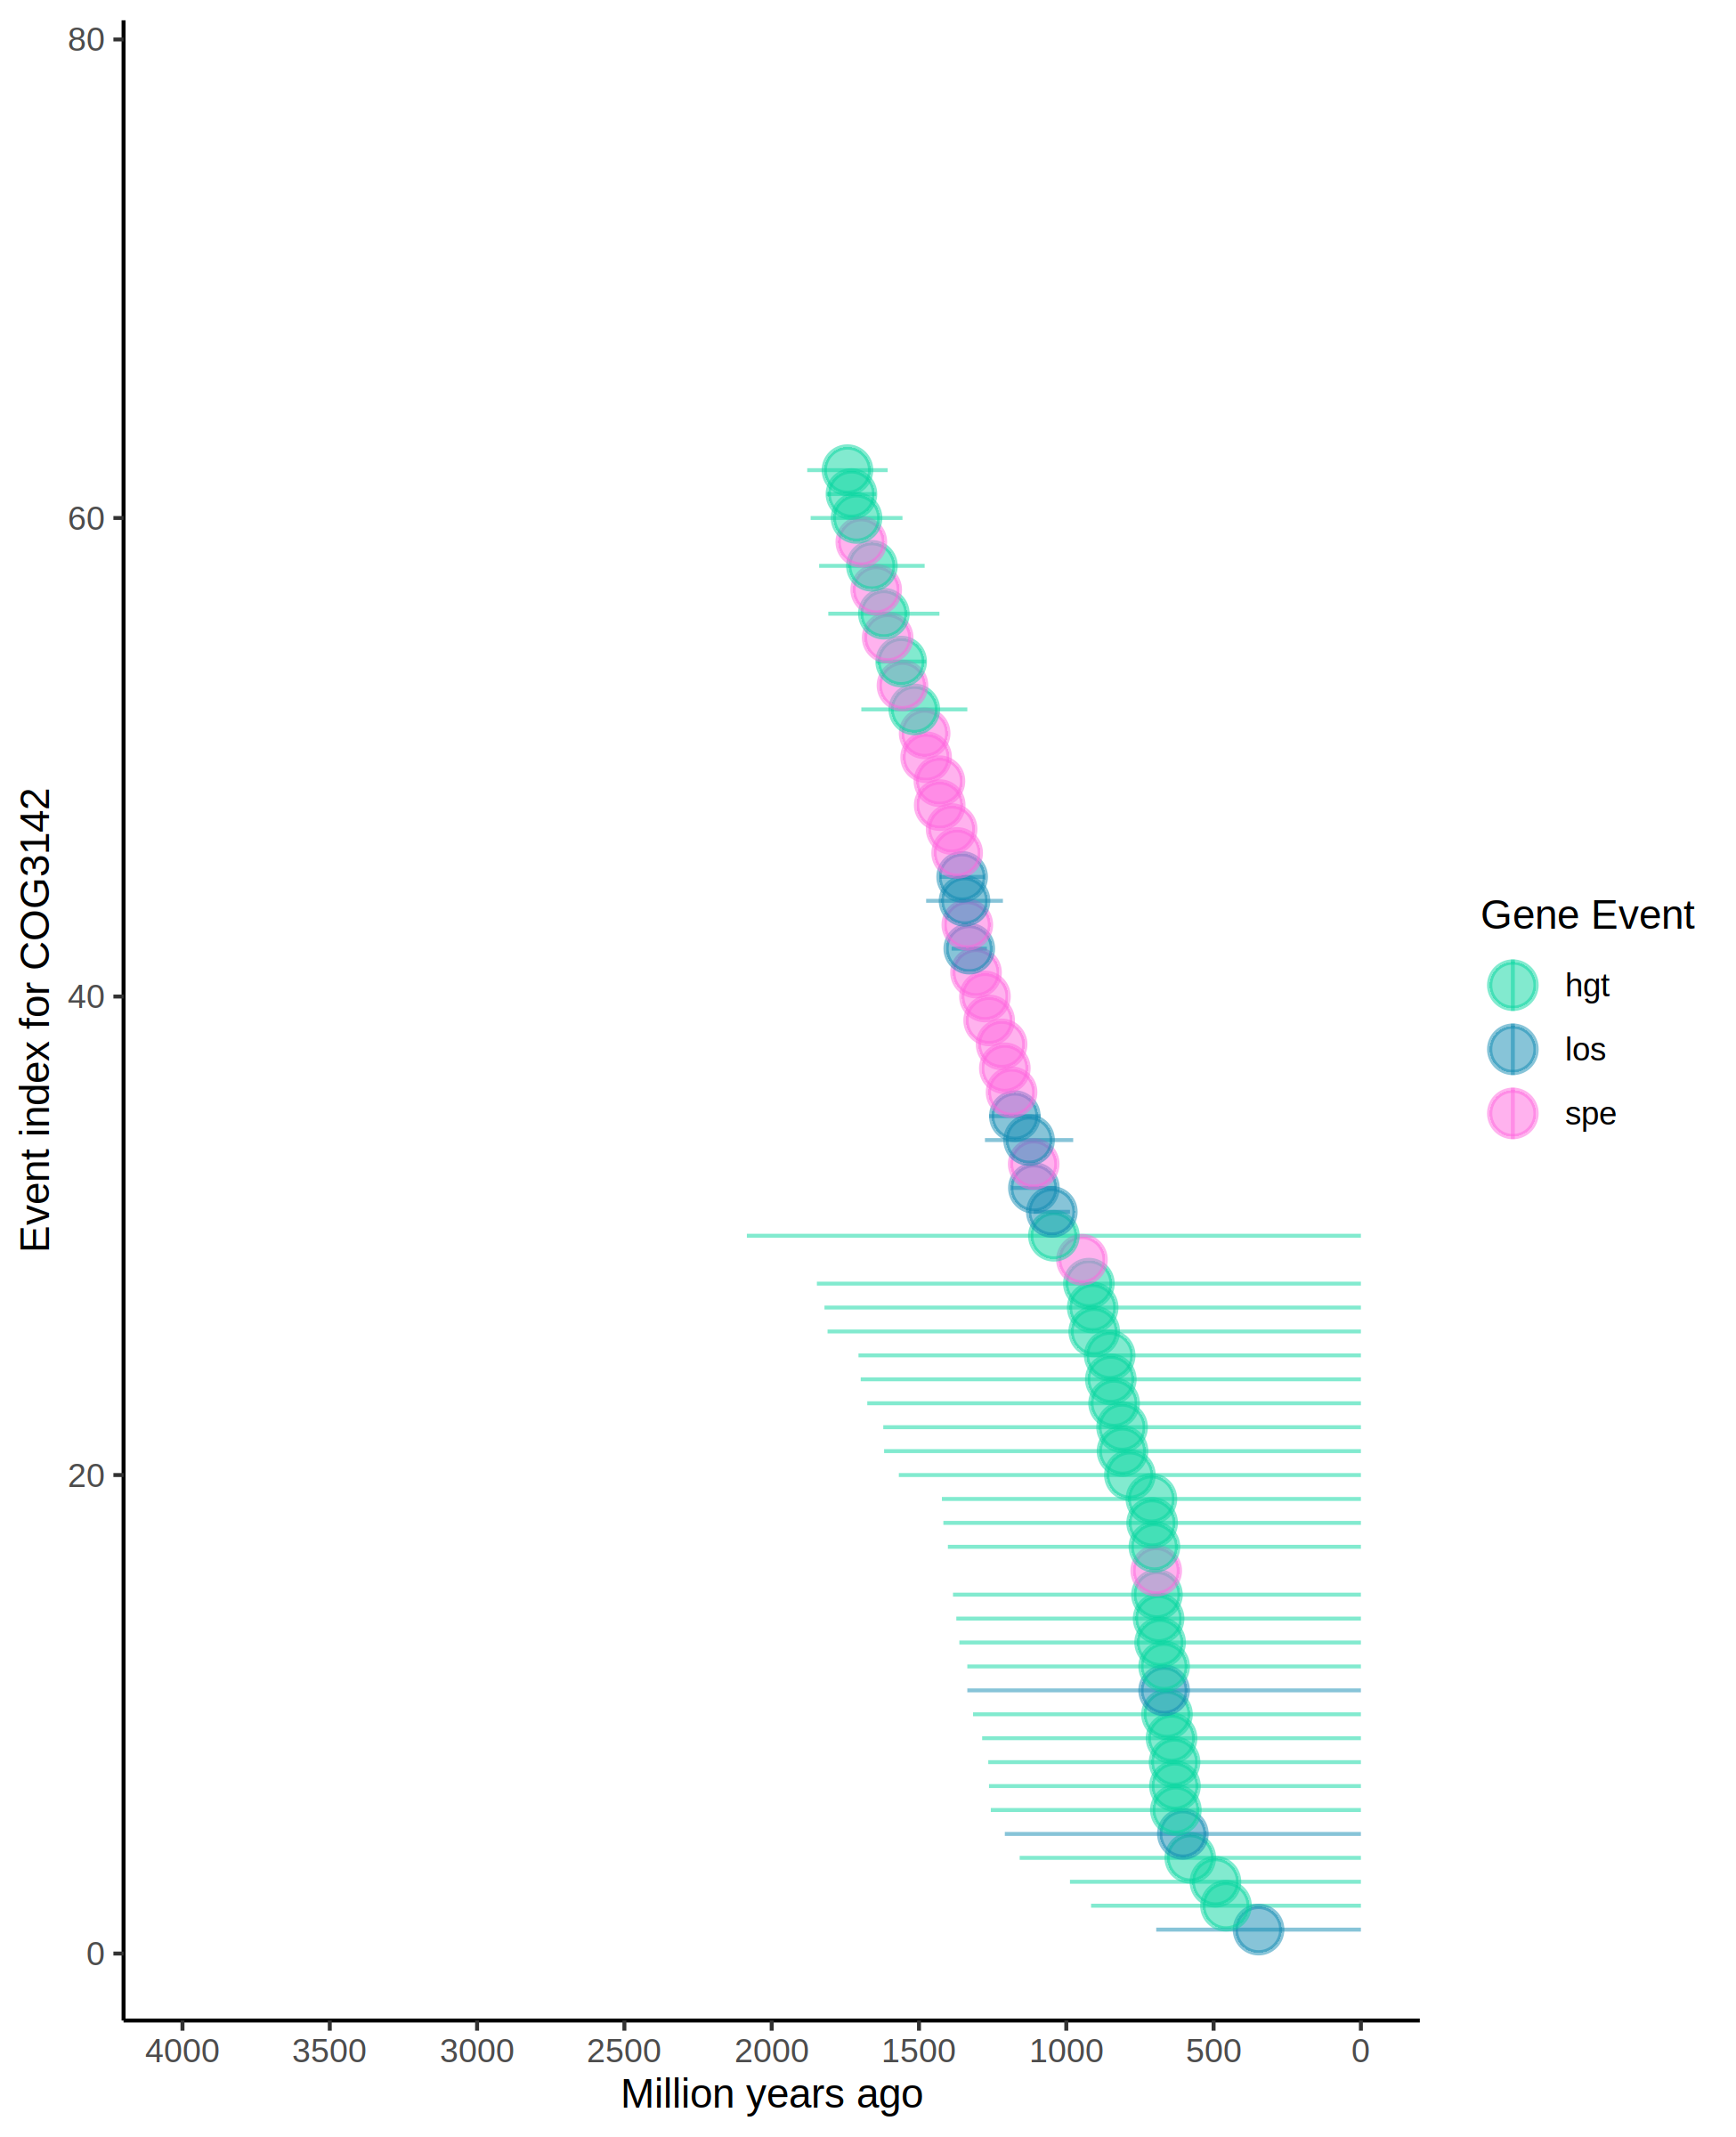 80
60
40
20
0
Event index for COG3142
4000 3500 3000 2500 2000 1500 1000 500 0
Million years ago
Gene Event
hgt
los
spe